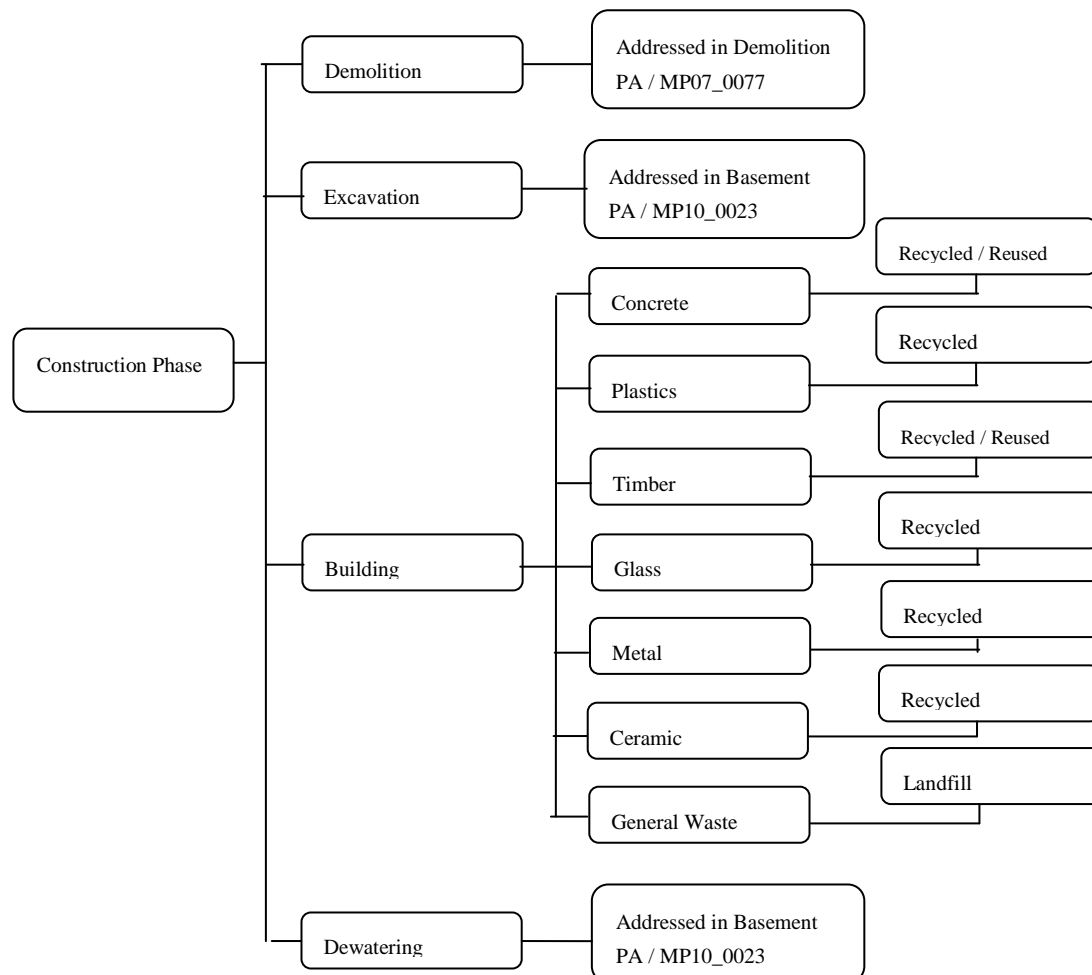 Demolition
Addressed in Demolition
PA / MP07_0077
Excavation
Addressed in Basement
PA / MP10_0023
Recycled / Reused
Concrete
Recycled
Construction Phase
Plastics
Recycled / Reused
Timber
Recycled
Building
Glass
Recycled
Metal
Recycled
Ceramic
Landfill
General Waste
Addressed in Basement
Dewatering
PA / MP10_0023